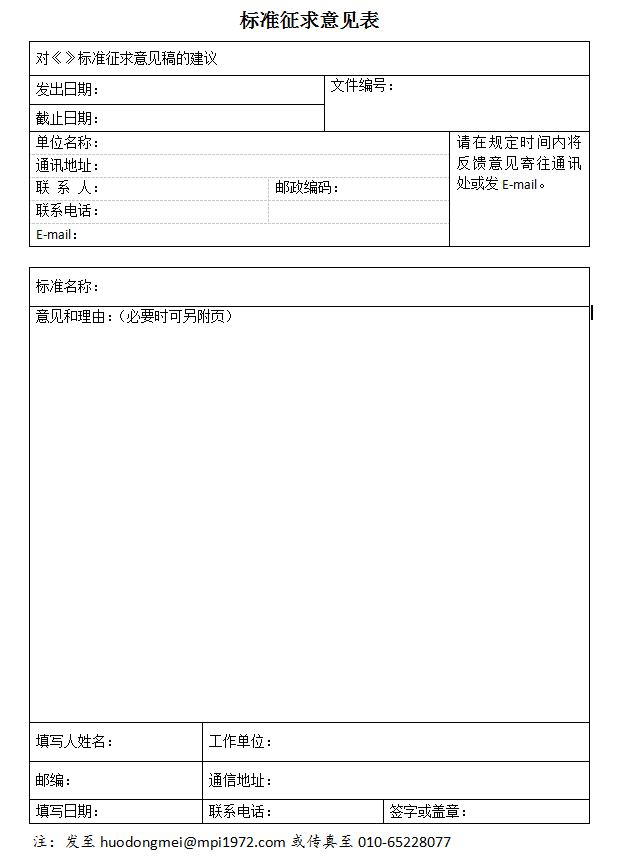 标准征求意见表
对《 》标准征求意见稿的建议
发出日期：
文件编号：
截止日期：
单位名称：
通讯地址：
联 系 人：
邮政编码：
联系电话：
E-mail：
请在规定时间内将
反馈意见寄往通讯
处或发 E-mail。
标准名称：
意见和理由：（必要时可另附页）
填写人姓名：
工作单位：
邮编：
通信地址：
填写日期：
联系电话：
签字或盖章：
注：发至 huodongmei@mpi1972.com 或传真至 010-65228077